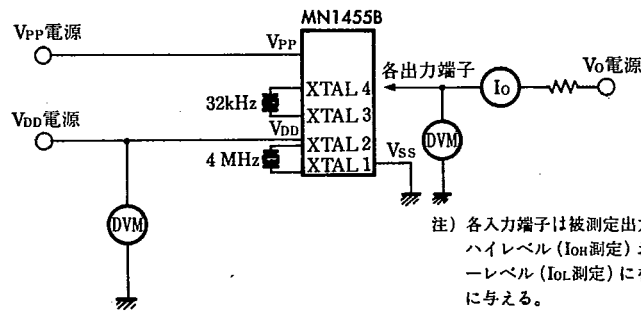 MN1455B
VPP電源
VPP
各出力端子
IO
VO電源
XTAL 4
32kHz
XTAL 3
VDD電源
VDD
XTAL 2
4 MHz
XTAL 1
VSS
DVM
DVM
注) 各入力端子は被測定出力
ハイレベル (IOH測定)
ーレベル (IOL測定) に
に与える。